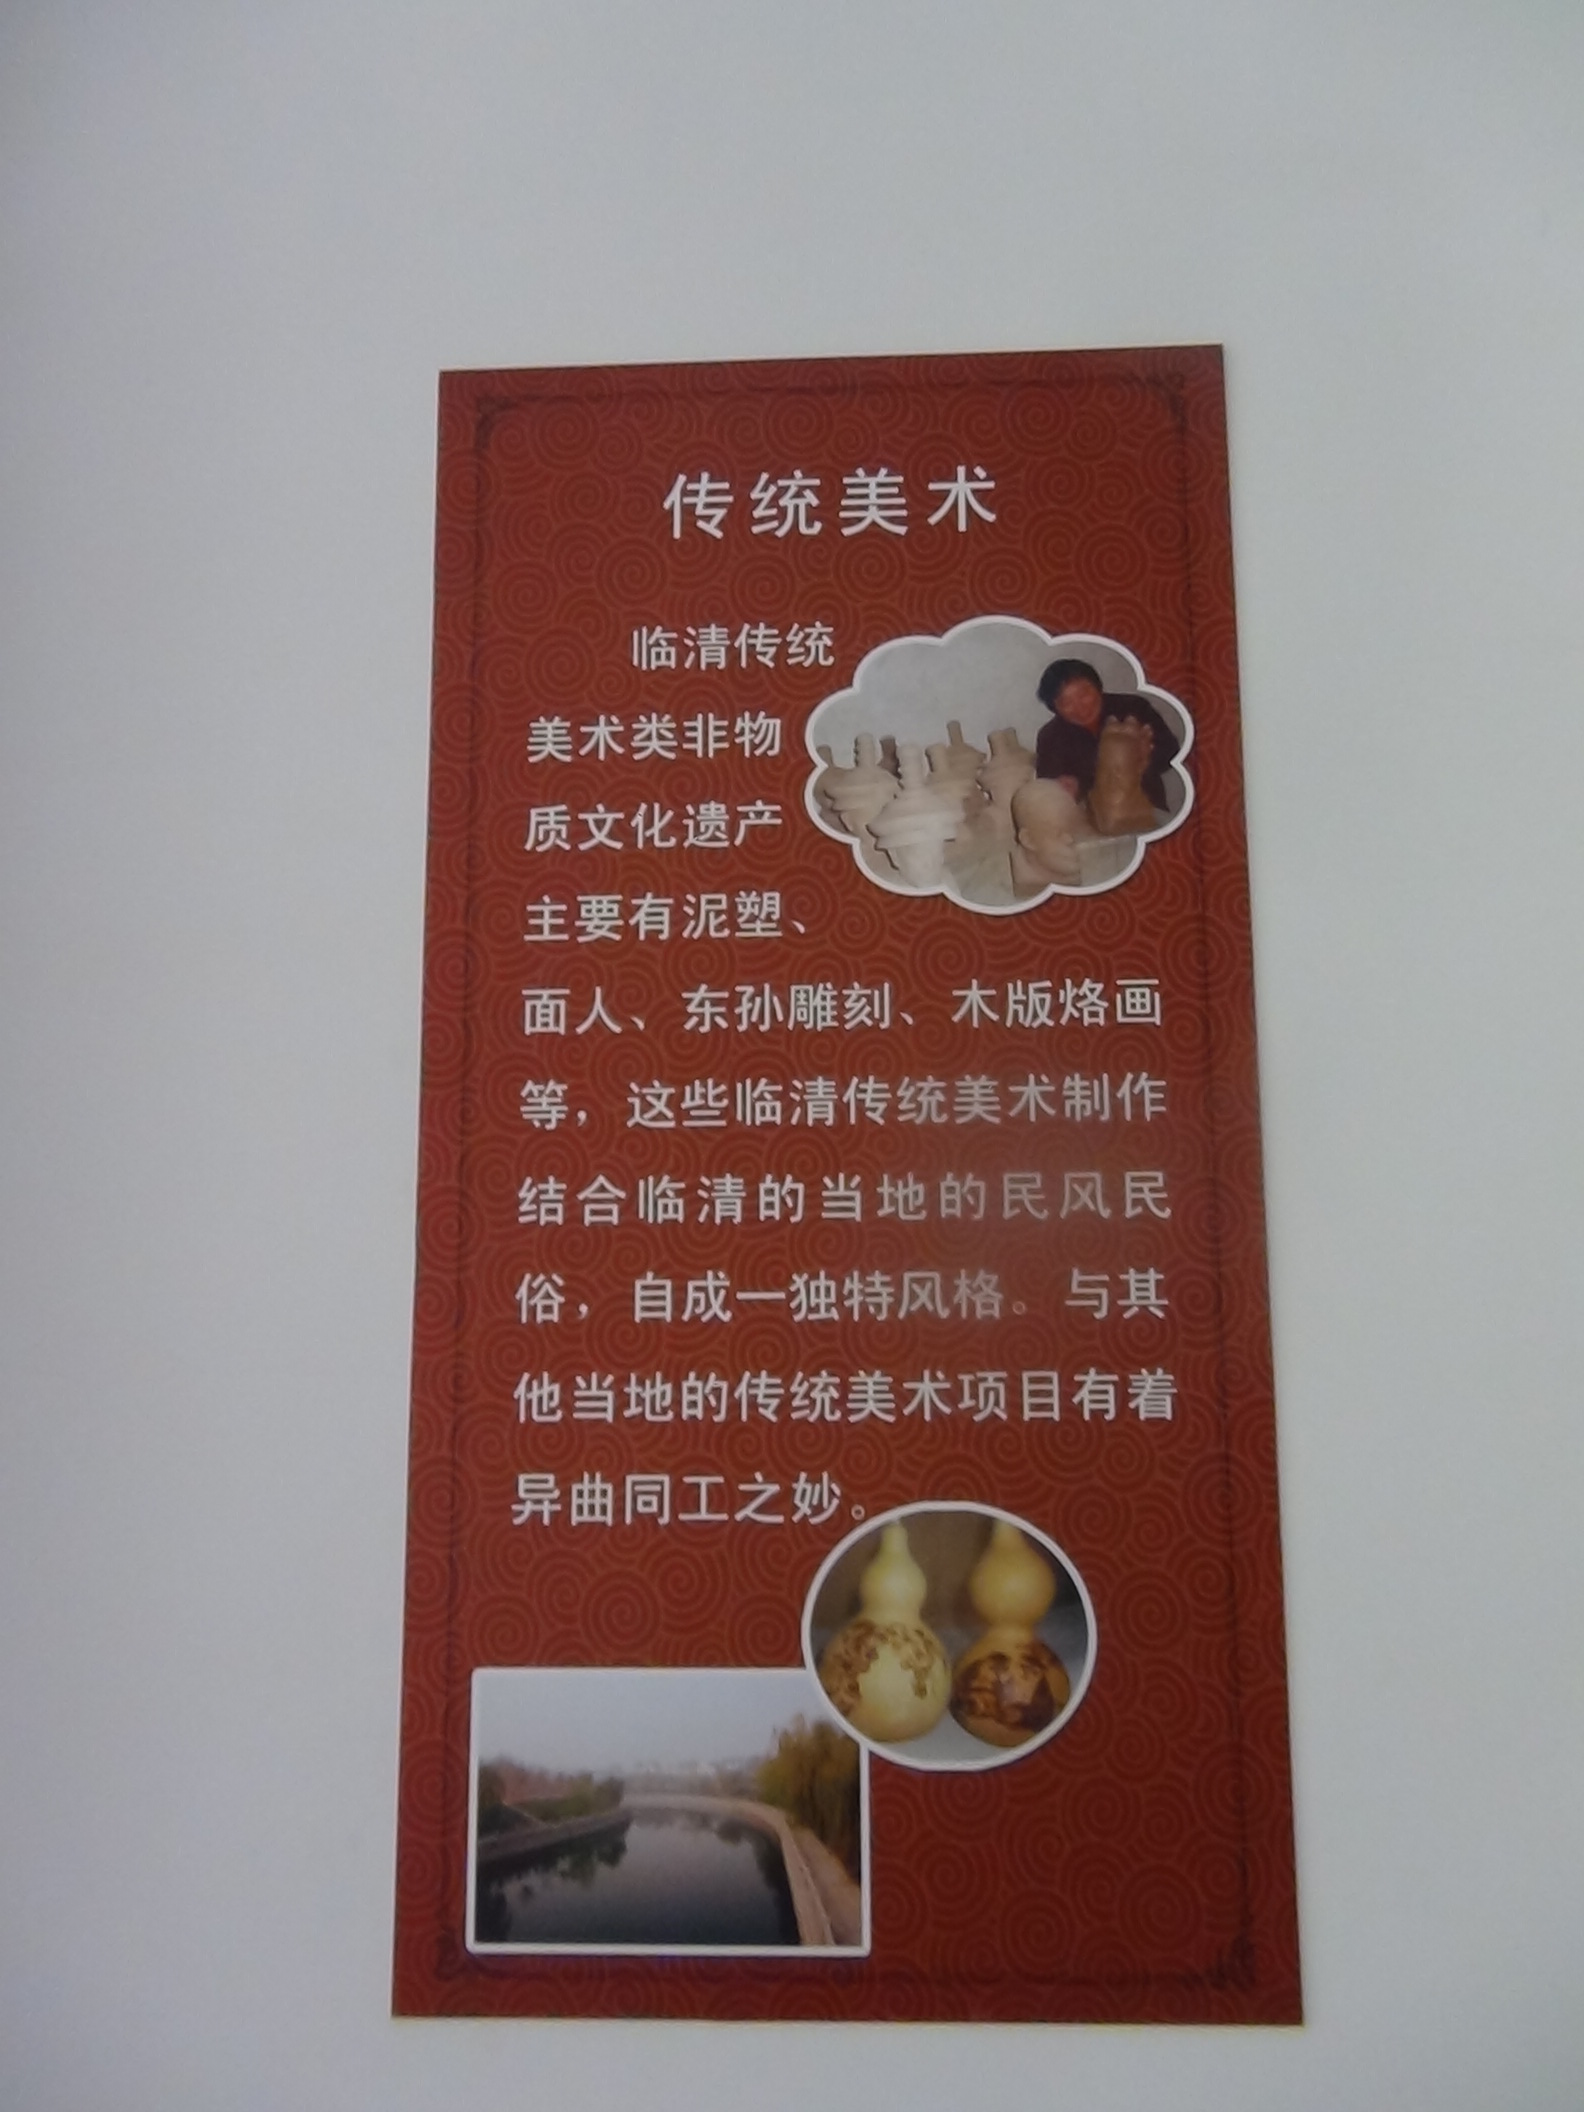 传统美术
临清传统
美术类非物
质文化遗产
主要有泥塑、
面人、东孙雕刻、木版烙画
等，这些临清传统美术制作
结合临清的当地的民风民
俗，自成一独特风格。与其
他当地的传统美术项目有着
异曲同工之妙。